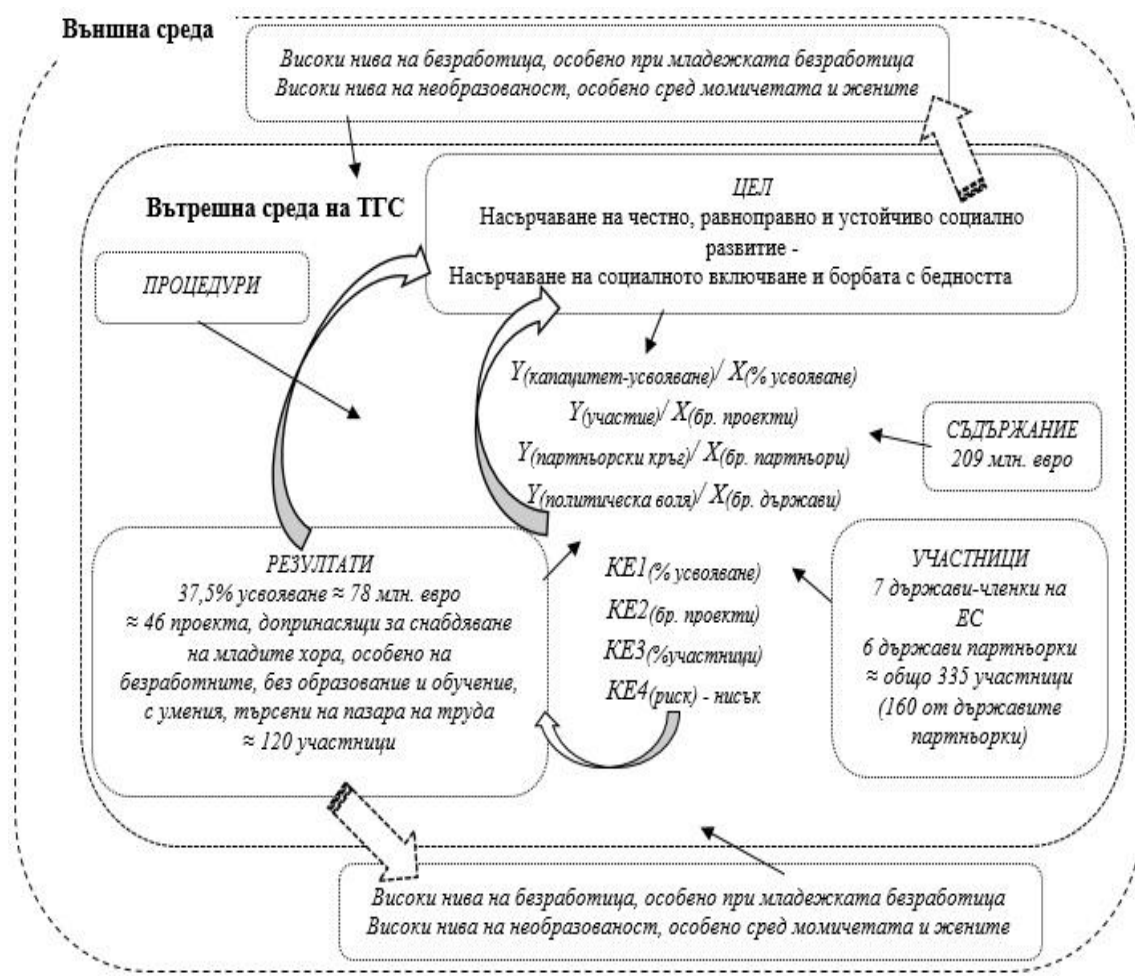 Външна среда
Високи нива на безработица, особено при младежката безработица
Високи нива на необразованост, особено сред момичетата и жените
Вътрешна среда на ТГС
ЦЕЛ
Насърчаване на честно, равноправно и устойчиво социално
развитие -
Насърчаване на социалното включване и борбата с бедността
ПРОЦЕДУРИ
Y(капацитет-усвояване)/ X(% усвояване)
Y(участие)/ X(бр. проекти)
Y(партньорски кръг)/ X(бр. партньори)
Y(политическа воля)/ X(бр. държави)
СЪДЪРЖАНИЕ
209 млн. евро
РЕЗУЛТАТИ
37,5% усвояване ≈ 78 млн. евро
≈ 46 проекта, допринасящи за снабдяване
на младите хора, особено на
безработните, без образование и обучение,
с умения, търсени на пазара на труда
≈ 120 участници
КЕ1(% усвояване)
КЕ2(бр. проекти)
КЕ3(%участници)
КЕ4(риск) - нисък
УЧАСТНИЦИ
7 държави-членки на
ЕС
6 държави партньорки
≈ общо 335 участници
(160 от държавите
партньорки)
Високи нива на безработица, особено при младежката безработица
Високи нива на необразованост, особено сред момичетата и жените